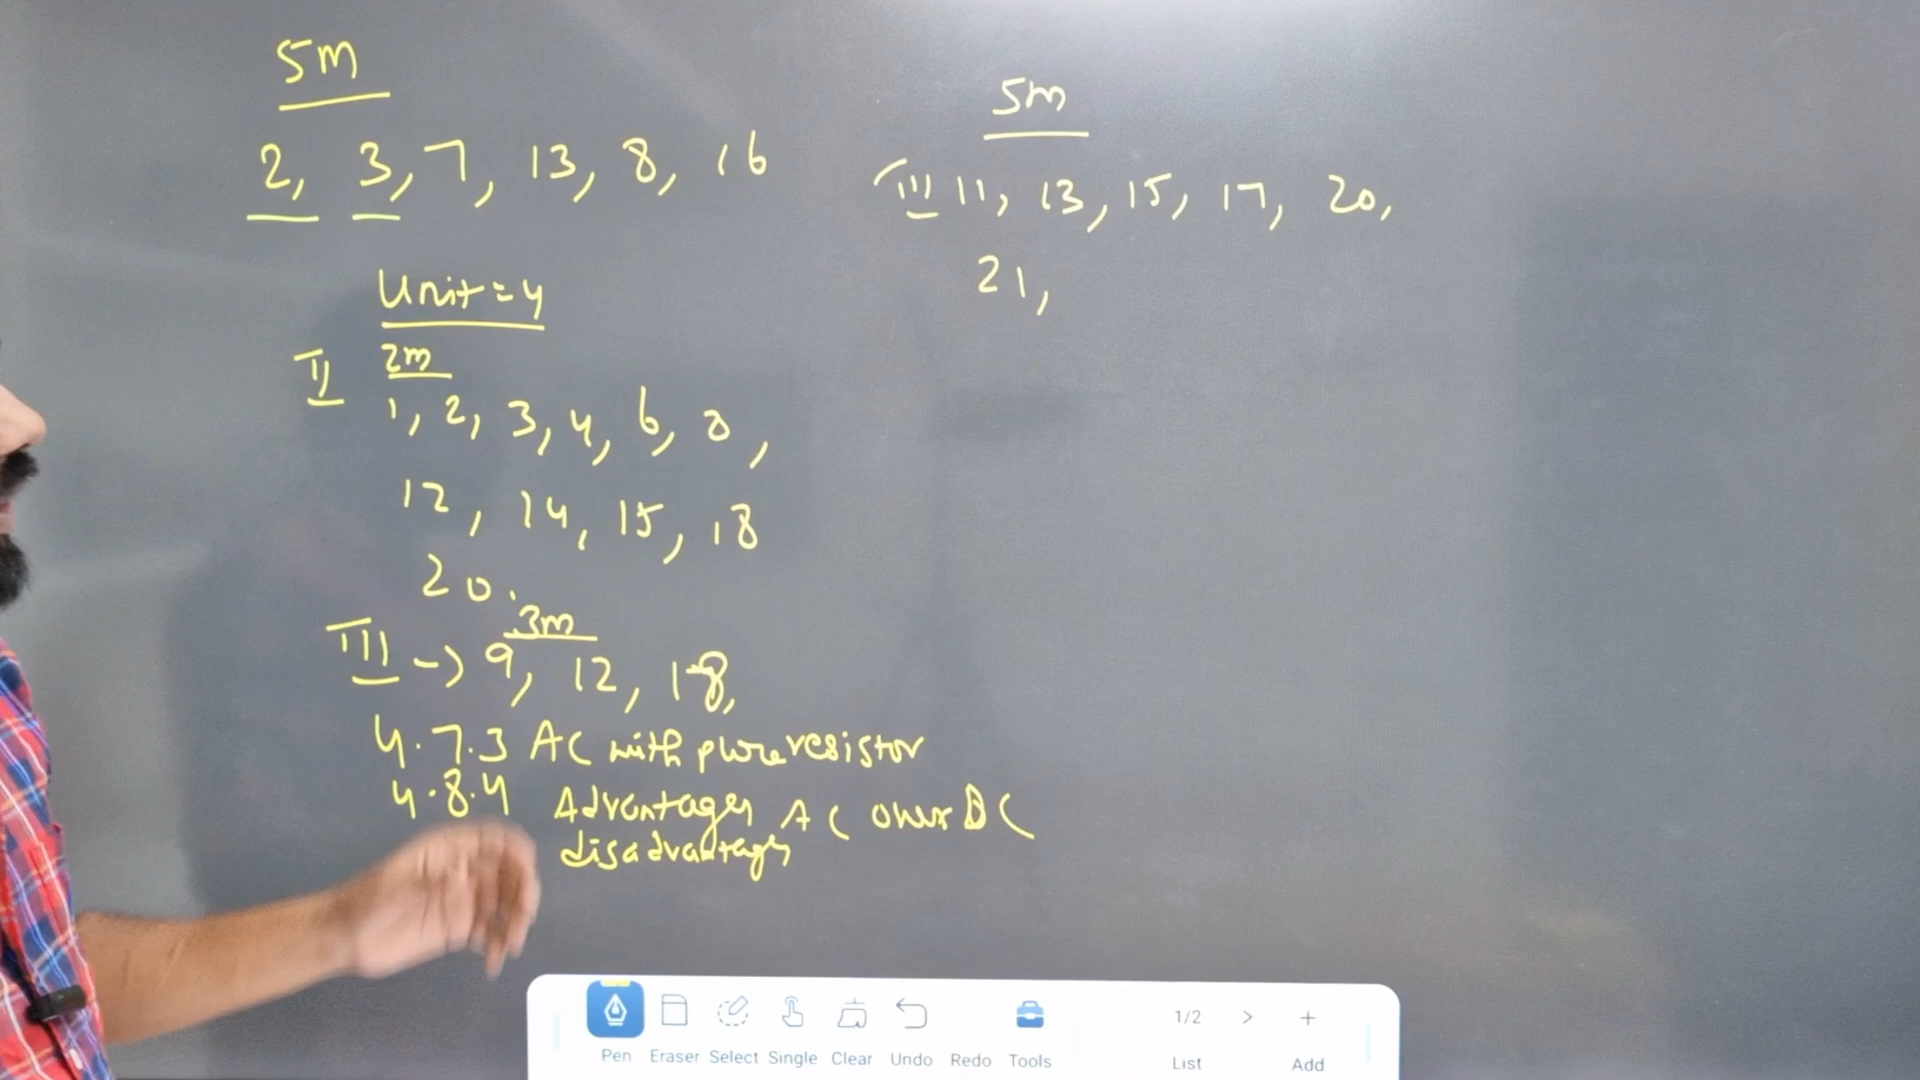 5m
2, 3, 7, 13, 8, 16
Unit = 4
II 2m
1, 2, 3, 4, 6, 8,
12, 14, 15, 18
20.
3m
III -> 9, 12, 18,
4.7.3 AC with pure resistor
4.8.4 Advantages AC over DC
disadvantages
5m
III 11, 13, 15, 17, 20,
21,
Pen Eraser Select Single Clear Undo Redo Tools
1/2 > +
List Add